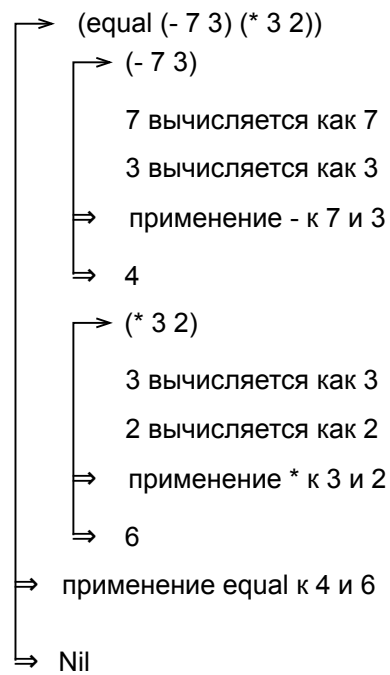 (equal (- 7 3) (* 3 2))
(- 7 3)
7 вычисляется как 7
3 вычисляется как 3
применение - к 7 и 3
4
(* 3 2)
3 вычисляется как 3
2 вычисляется как 2
применение * к 3 и 2
6
применение equal к 4 и 6
Nil